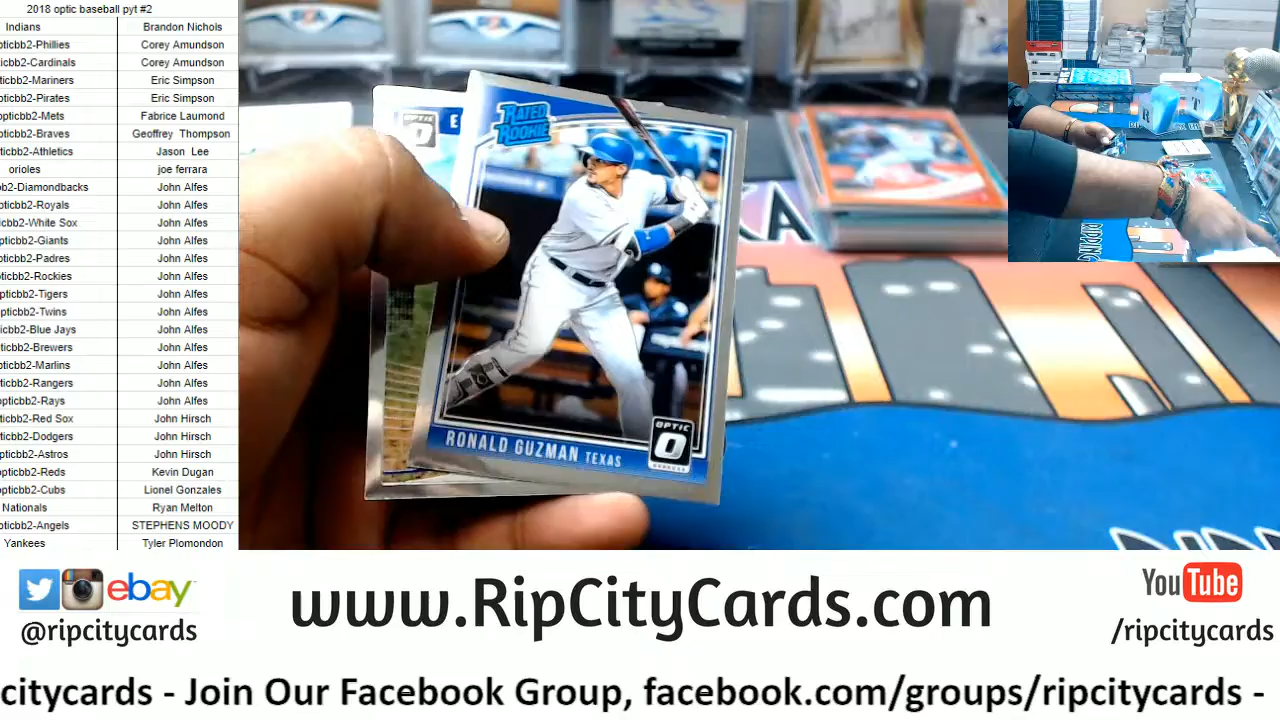 2018 optic baseball pyt #2
Indians Brandon Nichols
pticbb2-Phillies Corey Amundson
pticbb2-Cardinals Corey Amundson
pticbb2-Mariners Eric Simpson
pticbb2-Pirates Eric Simpson
pticbb2-Mets Fabrice Laumond
pticbb2-Braves Geoffrey Thompson
pticbb2-Athletics Jason Lee
orioles joe ferrara
bb2-Diamondbacks John Alfes
pticbb2-Royals John Alfes
icbb2-White Sox John Alfes
pticbb2-Giants John Alfes
pticbb2-Padres John Alfes
pticbb2-Rockies John Alfes
pticbb2-Tigers John Alfes
pticbb2-Twins John Alfes
ticbb2-Blue Jays John Alfes
pticbb2-Brewers John Alfes
pticbb2-Marlins John Alfes
pticbb2-Rangers John Alfes
opticbb2-Rays John Alfes
pticbb2-Red Sox John Hirsch
pticbb2-Dodgers John Hirsch
pticbb2-Astros John Hirsch
pticbb2-Reds Kevin Dugan
pticbb2-Cubs Lionel Gonzales
Nationals Ryan Melton
pticbb2-Angels STEPHENS MOODY
Yankees Tyler Plomondon
RATED ROOKIE
OPTIC
E
RONALD GUZMAN TEXAS
OPTIC
DONRUSS
KA
RIPPING
ebay
@ripcitycards
www.RipCityCards.com
YouTube
/ripcitycards
citycards - Join Our Facebook Group, facebook.com/groups/ripcitycards -